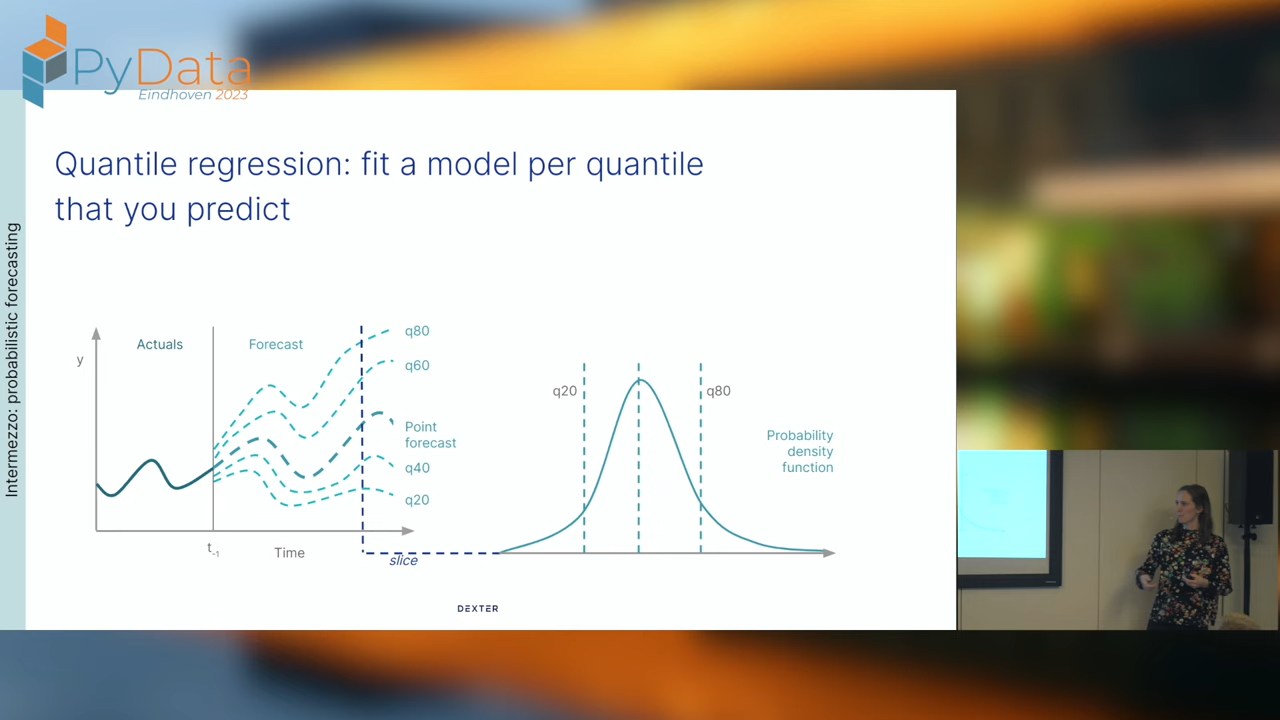 PyData
Eindhoven 2023
Intermezzo: probabilistic forecasting
Quantile regression: fit a model per quantile
that you predict
y
Actuals
Forecast
q80
q60
Point
forecast
q40
q20
t-1
Time
slice
q20
q80
Probability
density
function
DEXTER